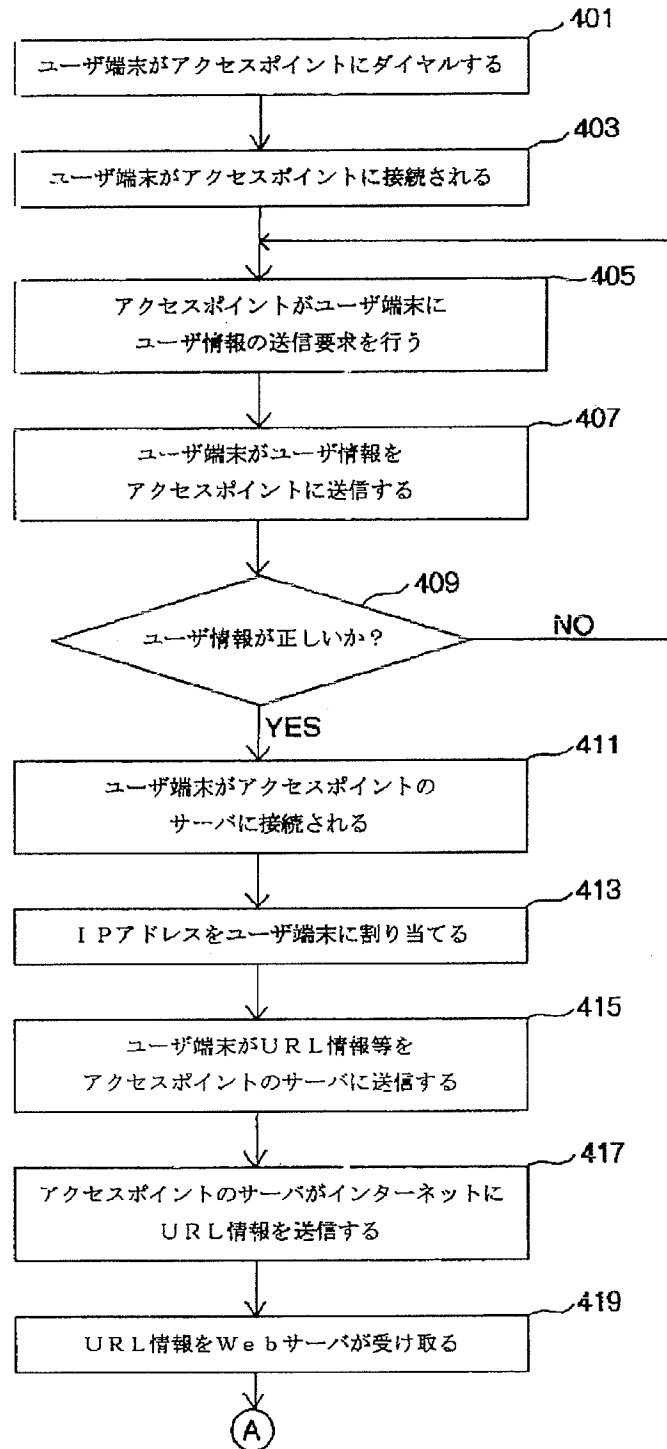 401
ユーザ端末がアクセスポイントにダイヤルする
403
ユーザ端末がアクセスポイントに接続される
405
アクセスポイントがユーザ端末に
ユーザ情報の送信要求を行う
407
ユーザ端末がユーザ情報を
アクセスポイントに送信する
409
ユーザ情報が正しいか？
NO
YES
411
ユーザ端末がアクセスポイントの
サーバに接続される
413
ＩＰアドレスをユーザ端末に割り当てる
415
ユーザ端末がＵＲＬ情報等を
アクセスポイントのサーバに送信する
417
アクセスポイントのサーバがインターネットに
ＵＲＬ情報を送信する
419
ＵＲＬ情報をＷｅｂサーバが受け取る
A